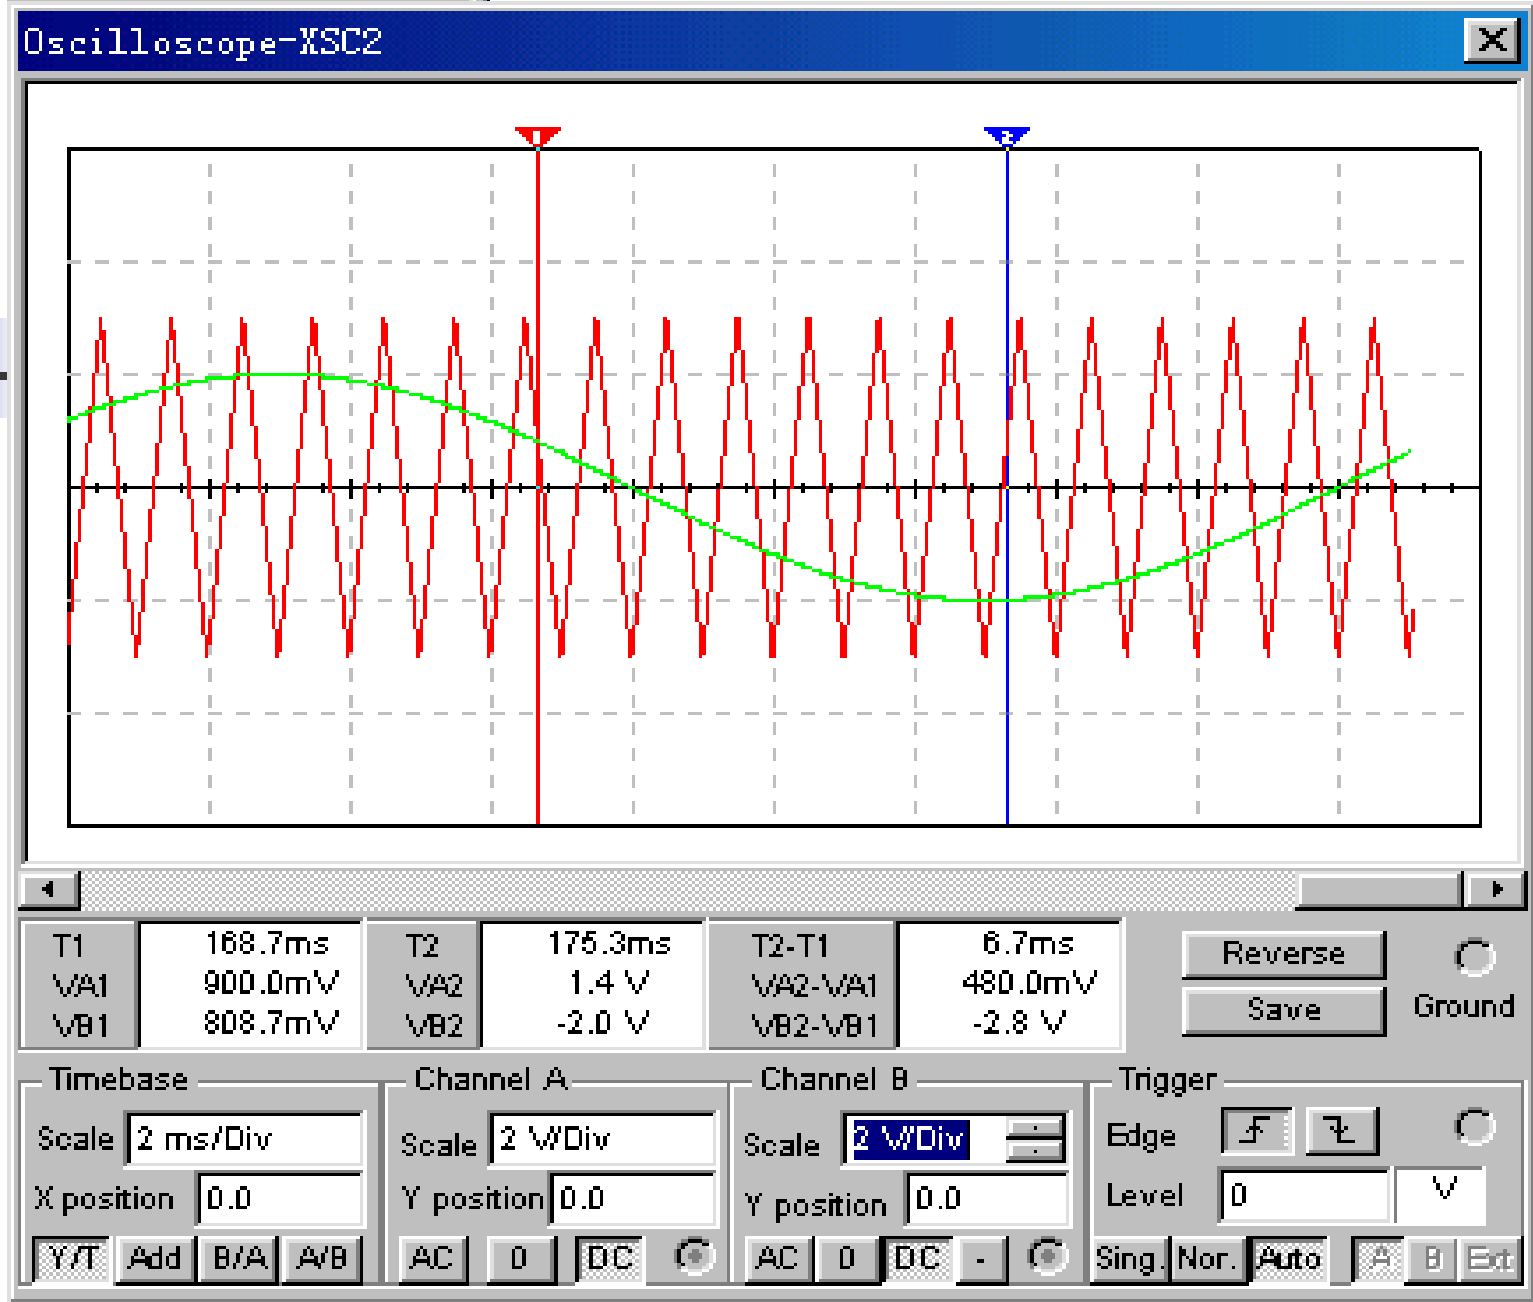 Oscilloscope-XSC2
1 2
T1 168.7ms T2 175.3ms T2-T1 6.7ms
VA1 900.0mV VA2 1.4 V VA2-VA1 480.0mV
VB1 808.7mV VB2 -2.0 V VB2-VB1 -2.8 V
Reverse
Save
Ground
Timebase Channel A Channel B Trigger
Scale 2 ms/Div Scale 2 V/Div Scale 2 V/Div Edge
X position 0.0 Y position 0.0 Y position 0.0 Level 0 V
Y/T Add B/A A/B AC 0 DC AC 0 DC - Sing. Nor. Auto A B Ext